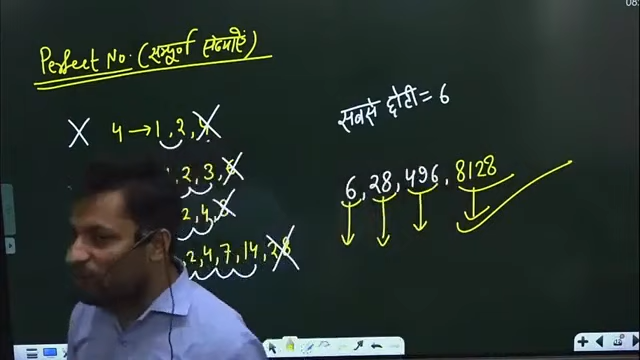 Perfect No: (सम्पूर्ण संख्याएँ)
4 → 1, 2, 4
2, 3, 6
2, 4, 8
2, 4, 7, 14, 28
सबसे छोटी = 6
6, 28, 496, 8128